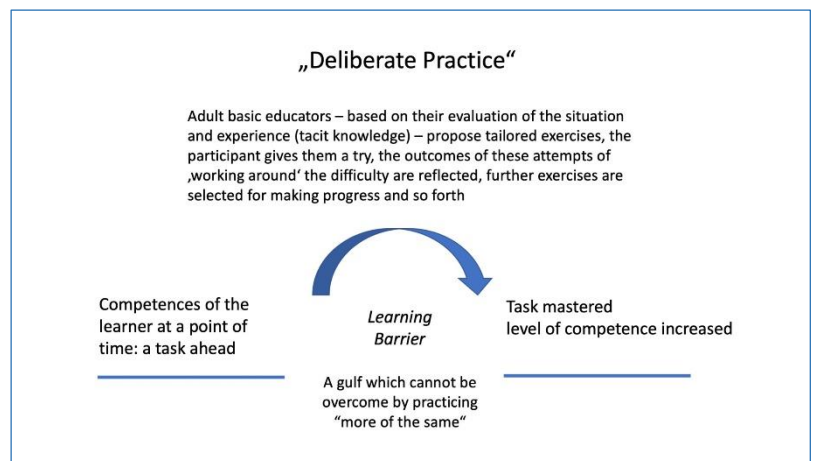 „Deliberate Practice“
Adult basic educators – based on their evaluation of the situation
and experience (tacit knowledge) – propose tailored exercises, the
participant gives them a try, the outcomes of these attempts of
‚working around‘ the difficulty are reflected, further exercises are
selected for making progress and so forth
Competences of the
learner at a point of
time: a task ahead
Learning
Barrier
Task mastered
level of competence increased
A gulf which cannot be
overcome by practicing
“more of the same“